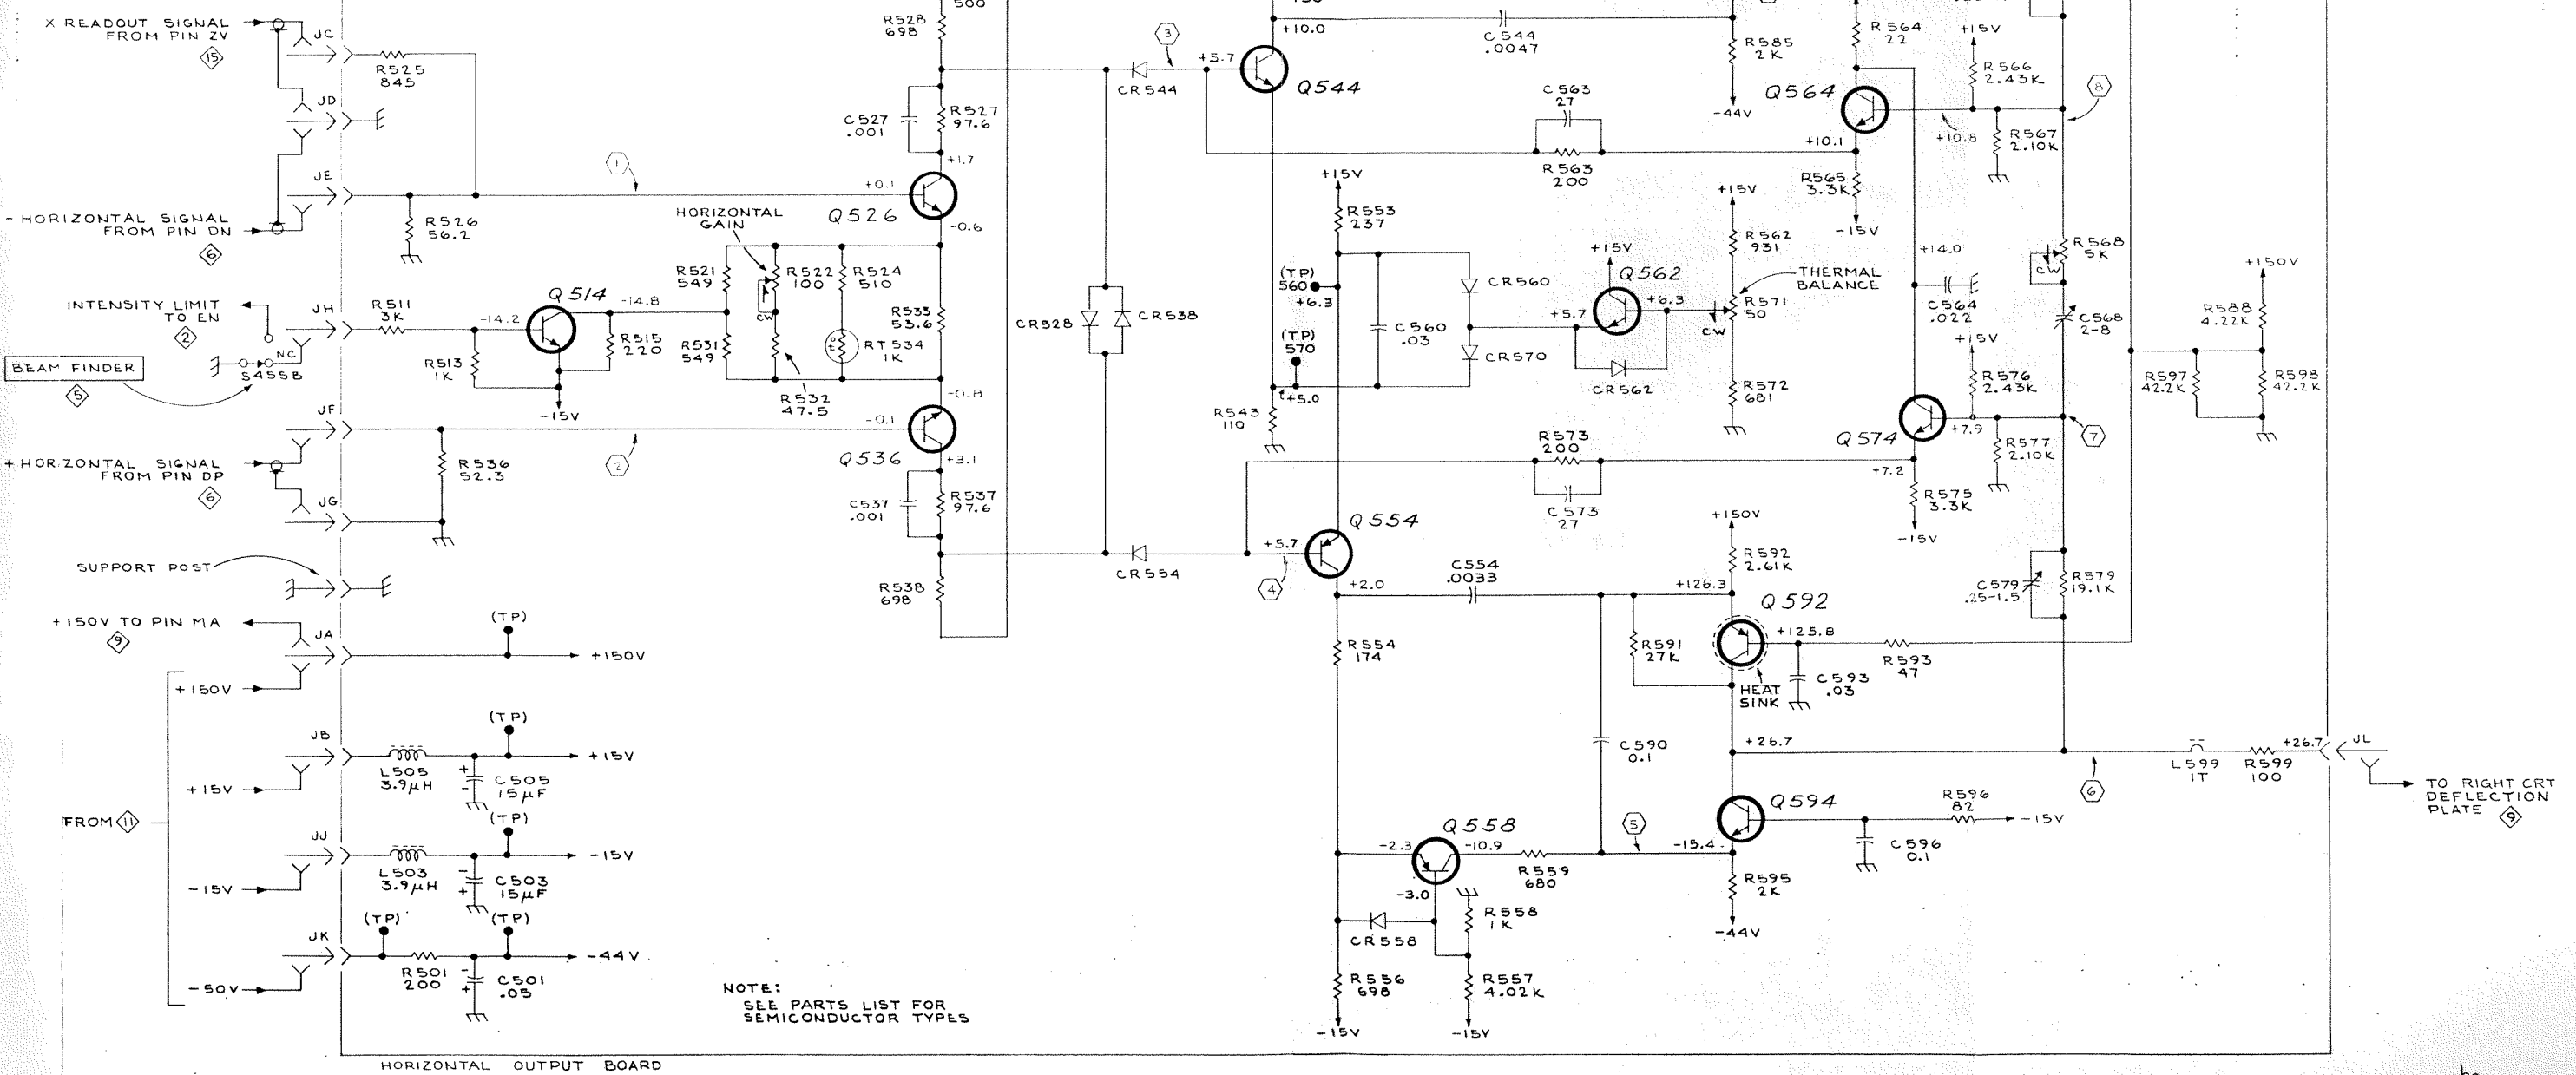 X READOUT SIGNAL
FROM PIN ZV
15
JC
R525
845
JD
JE
- HORIZONTAL SIGNAL
FROM PIN DN
6
R526
56.2
1
INTENSITY LIMIT
TO EN
2
JH
R511
3K
NC
S455B
BEAM FINDER
5
R513
1K
-14.2
Q514
-14.8
R515
220
-15V
JF
+ HORIZONTAL SIGNAL
FROM PIN DP
6
JG
R536
52.3
2
SUPPORT POST
+150V TO PIN MA
9
JA
(TP)
+150V
+150V
JB
(TP)
+15V
L505
3.9µH
+
-
C505
15µF
+15V
FROM 11
JJ
(TP)
-15V
L503
3.9µH
-
+
C503
15µF
-15V
JK
(TP)
(TP)
-44V
R501
200
-
+
C501
.05
-50V
NOTE:
SEE PARTS LIST FOR
SEMICONDUCTOR TYPES
HORIZONTAL OUTPUT BOARD
500
R528
698
C527
.001
R527
97.6
+1.7
+0.1
Q526
-0.6
HORIZONTAL
GAIN
R521
549
R522
100
CW
R524
510
R533
53.6
R531
549
t°
RT534
1K
R532
47.5
-0.8
-0.1
Q536
+3.1
C537
.001
R537
97.6
R538
698
CR528
CR538
CR544
3
+5.7
+10.0
Q544
C544
.0047
R585
2K
-44V
C563
27
R563
200
R564
22
Q564
+10.1
R565
3.3K
-15V
+15V
R566
2.43K
+10.8
R567
2.10K
8
+15V
R553
237
(TP)
560
+6.3
(TP)
570
+5.0
C560
.03
CR560
CR570
+15V
Q562
+5.7
+6.3
CR562
+15V
R562
931
THERMAL
BALANCE
R571
50
CW
R572
681
R543
110
+14.0
C564
.022
R568
5K
CW
C568
2-8
+15V
R576
2.43K
Q574
+7.9
R577
2.10K
7
+7.2
R575
3.3K
-15V
+150V
R588
4.22K
R597
42.2K
R598
42.2K
R573
200
C573
27
CR554
4
+5.7
Q554
+2.0
C554
.0033
+150V
R592
2.61K
+126.3
Q592
+125.8
R591
27K
HEAT
SINK
C593
.03
R593
47
C579
.25-1.5
R579
19.1K
R554
174
C590
0.1
+26.7
6
L599
1T
R599
100
+26.7
JL
TO RIGHT CRT
DEFLECTION
PLATE 9
Q594
R596
82
-15V
C596
0.1
Q558
-2.3
-10.9
-3.0
R559
680
5
-15.4
R595
2K
-44V
CR558
R558
1K
R556
698
-15V
R557
4.02K
-15V